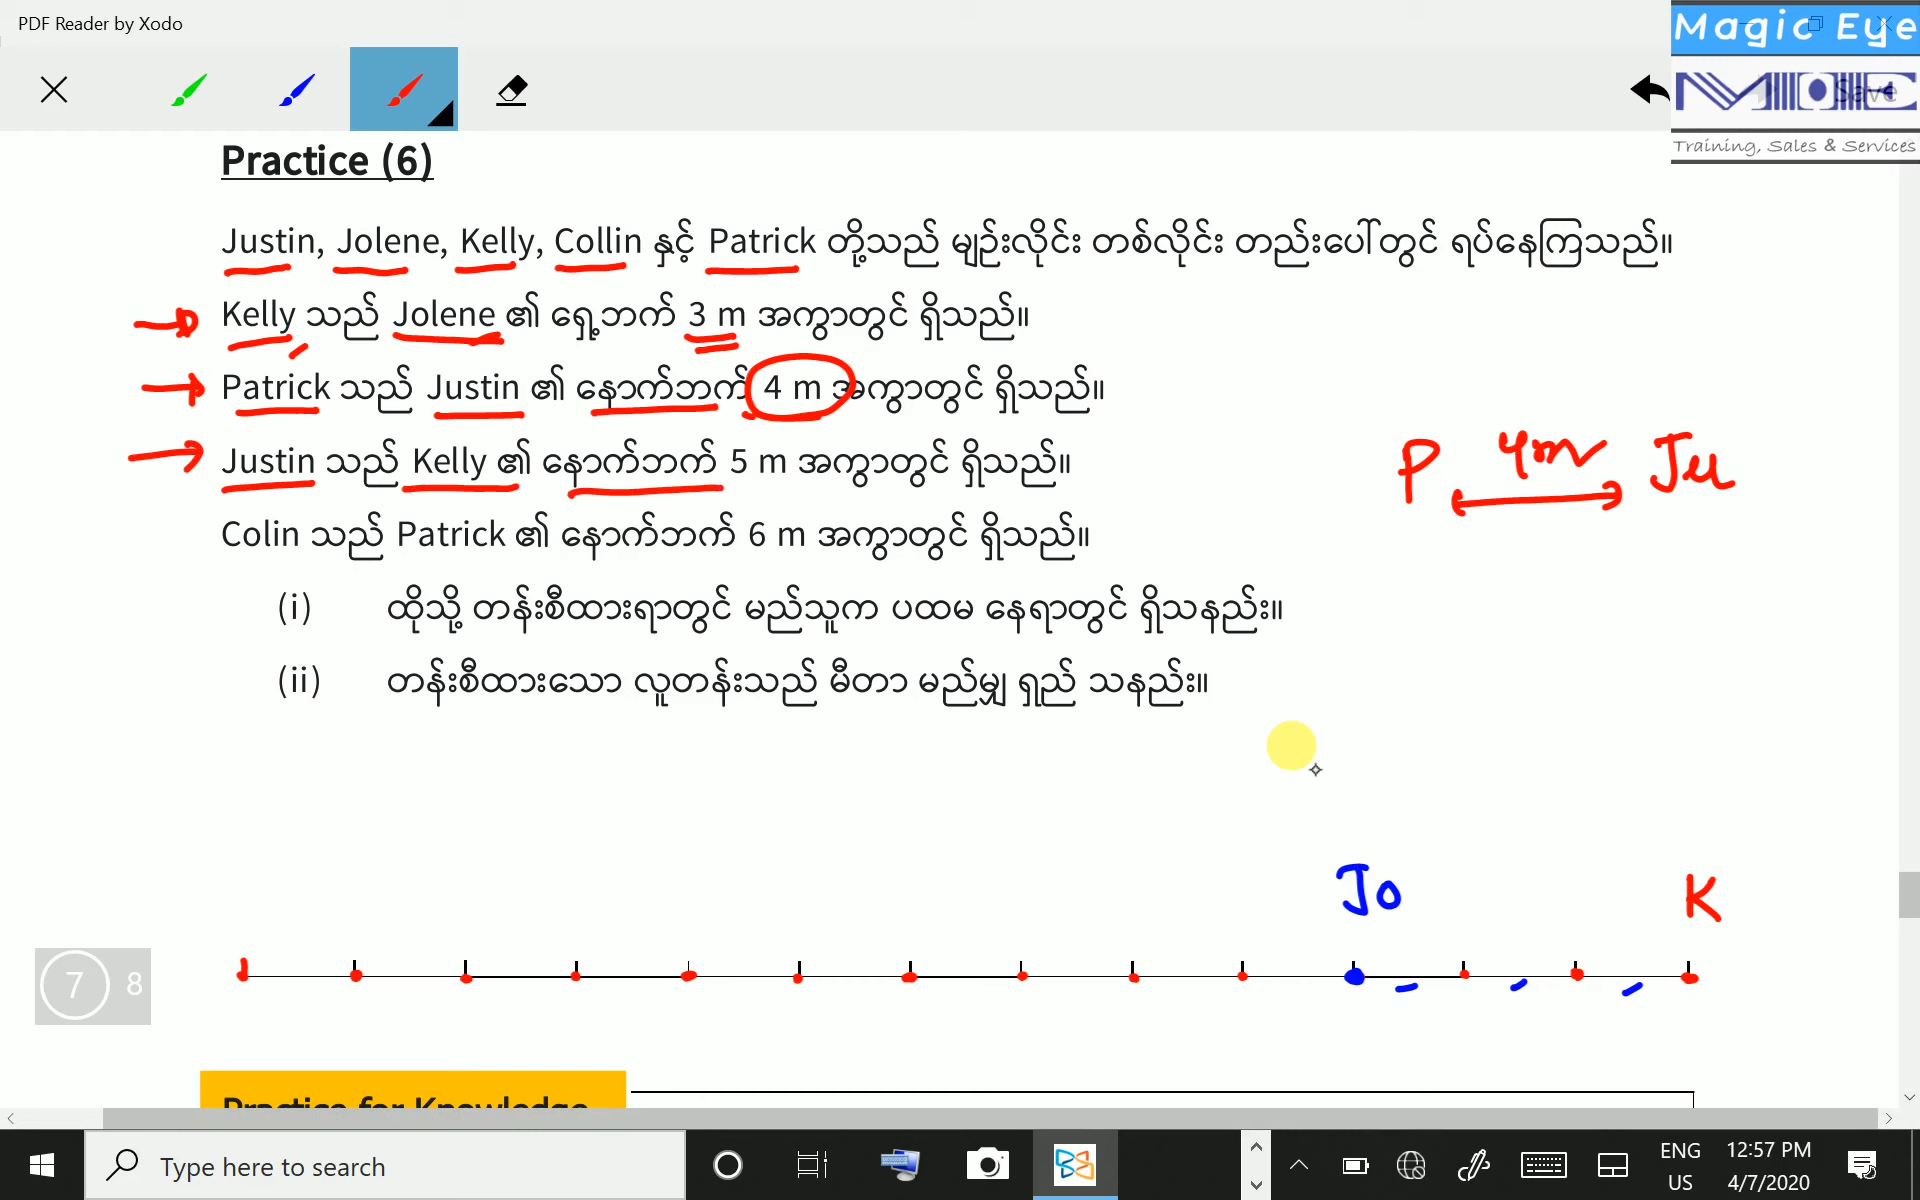 PDF Reader by Xodo
Magic Eye
Training, Sales & Services
Practice (6)
Justin, Jolene, Kelly, Collin နှင့် Patrick တို့သည် မျဉ်းလိုင်း တစ်လိုင်း တည်းပေါ်တွင် ရပ်နေကြသည်။
Kelly သည် Jolene ၏ ရှေ့ဘက် 3 m အကွာတွင် ရှိသည်။
Patrick သည် Justin ၏ နောက်ဘက် 4 m အကွာတွင် ရှိသည်။
Justin သည် Kelly ၏ နောက်ဘက် 5 m အကွာတွင် ရှိသည်။
P 4m Ju
Colin သည် Patrick ၏ နောက်ဘက် 6 m အကွာတွင် ရှိသည်။
(i) ထိုသို့ တန်းစီထားရာတွင် မည်သူက ပထမ နေရာတွင် ရှိသနည်း။
(ii) တန်းစီထားသော လူတန်းသည် မီတာ မည်မျှ ရှည် သနည်း။
Jo K
7 8
Practice for Knowledge
Type here to search
ENG
US
12:57 PM
4/7/2020